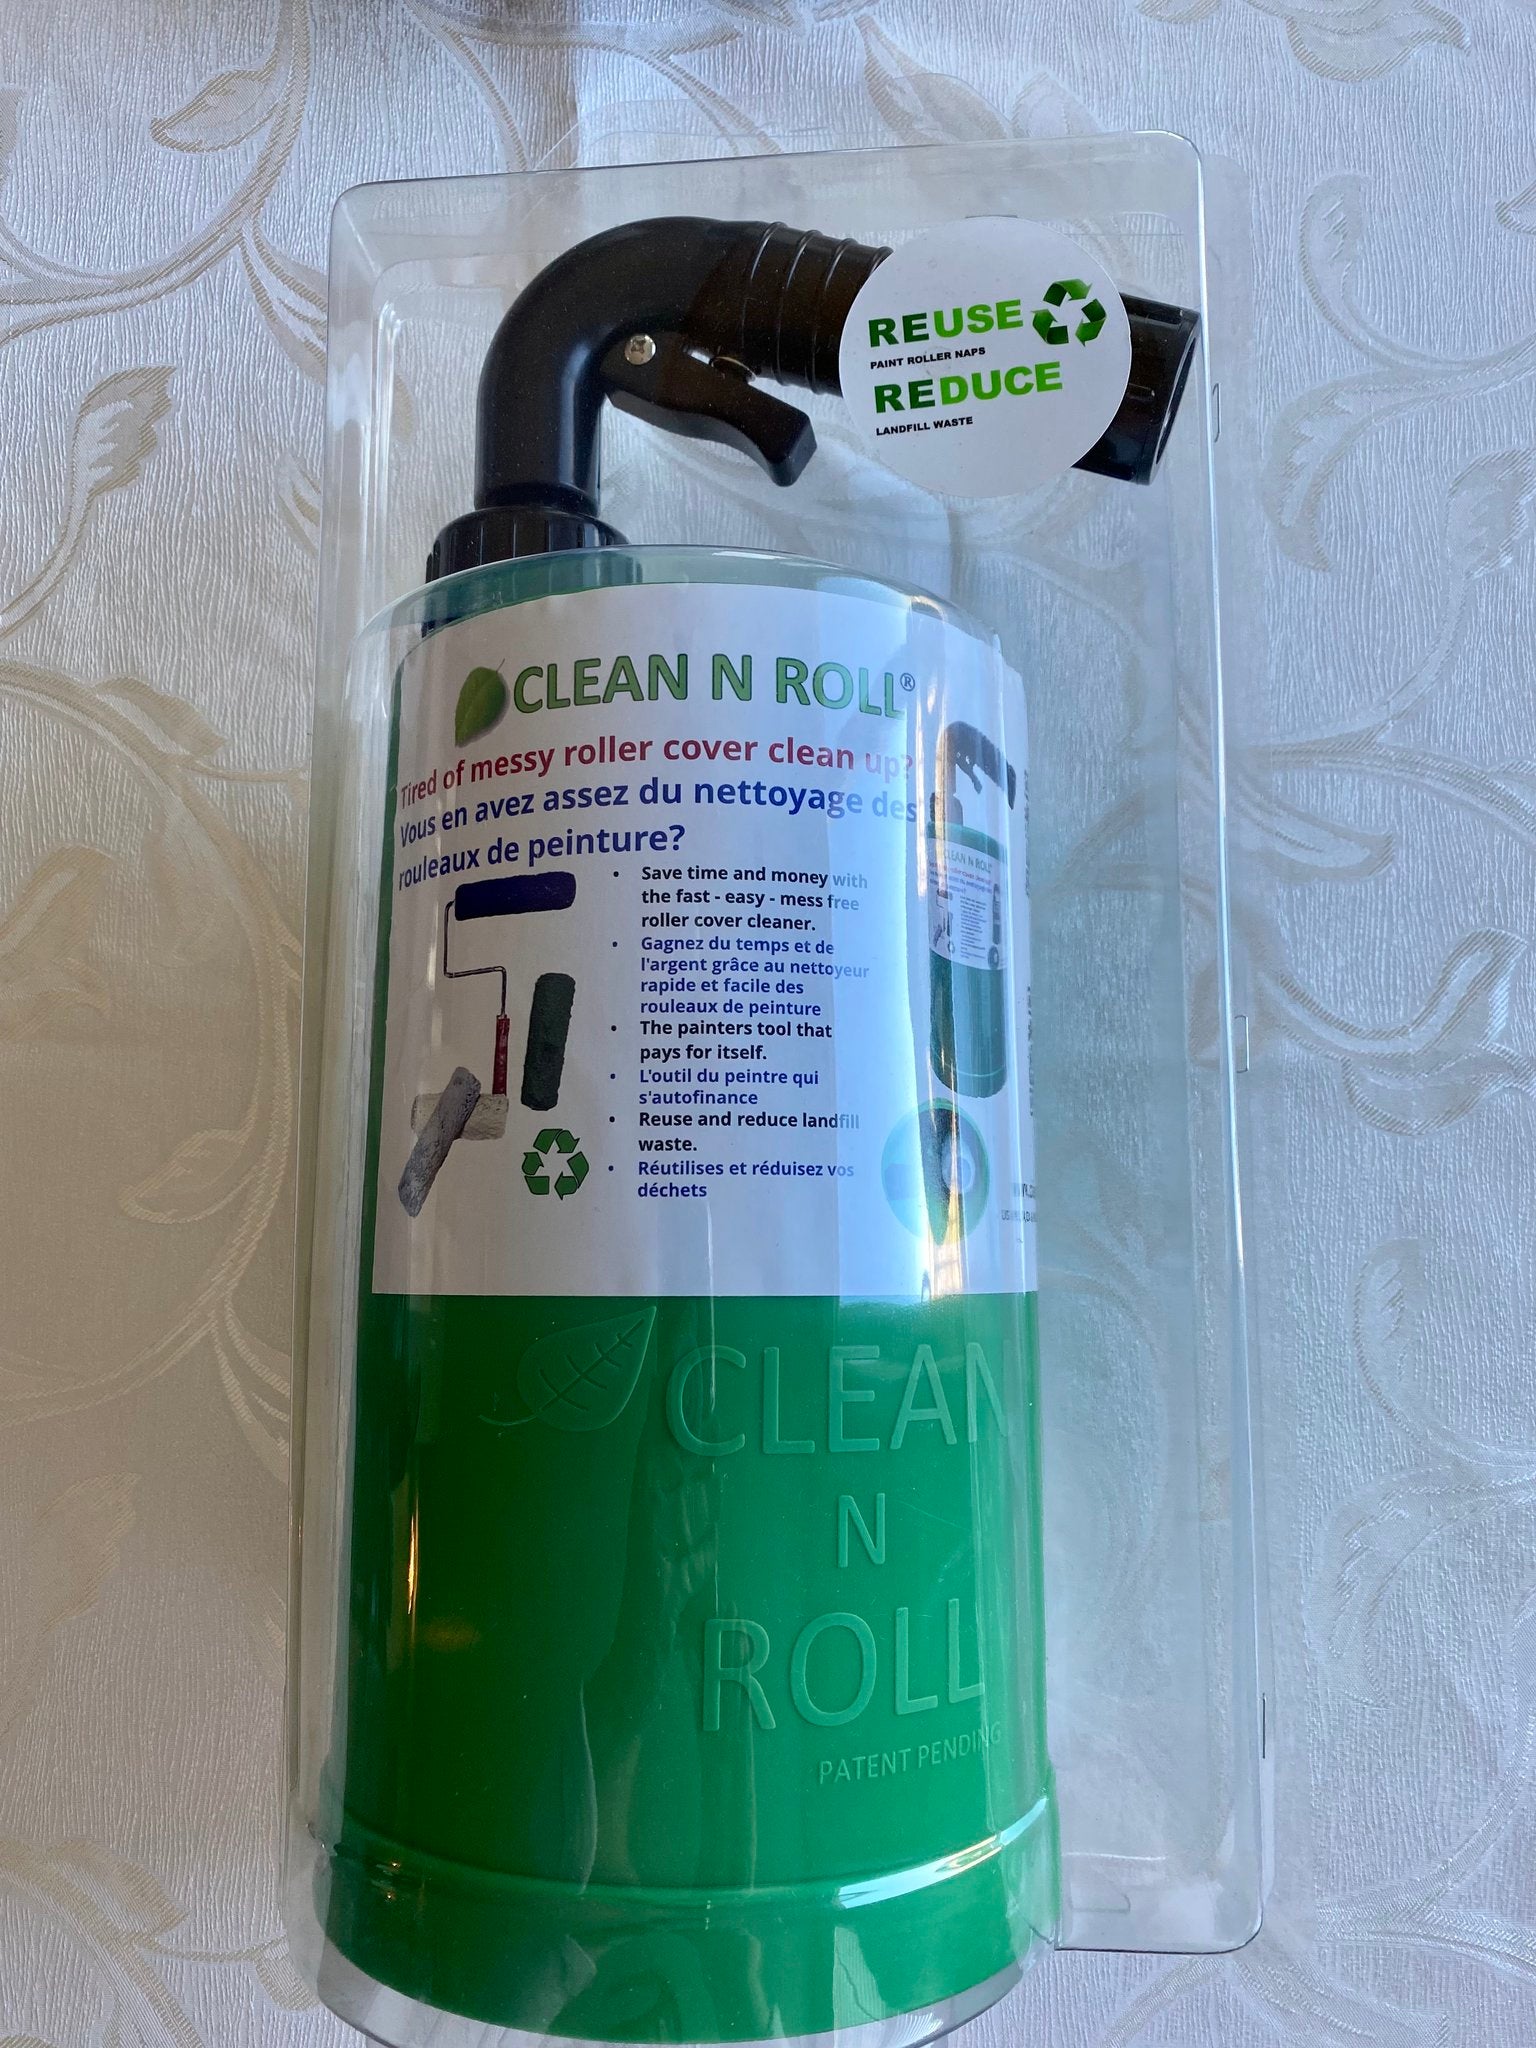 REUSE
PAINT ROLLER NAPS
REDUCE
LANDFILL WASTE
CLEAN N ROLL®
Tired of messy roller cover clean up?
Vous en avez assez du nettoyage des
rouleaux de peinture?
• Save time and money with
the fast - easy - mess free
roller cover cleaner.
• Gagnez du temps et de
l'argent grâce au nettoyeur
rapide et facile des
rouleaux de peinture
• The painters tool that
pays for itself.
• L'outil du peintre qui
s'autofinance
• Reuse and reduce landfill
waste.
• Réutilises et réduisez vos
déchets
CLEAN N ROLL
CLEAN
N
ROLL
PATENT PENDING